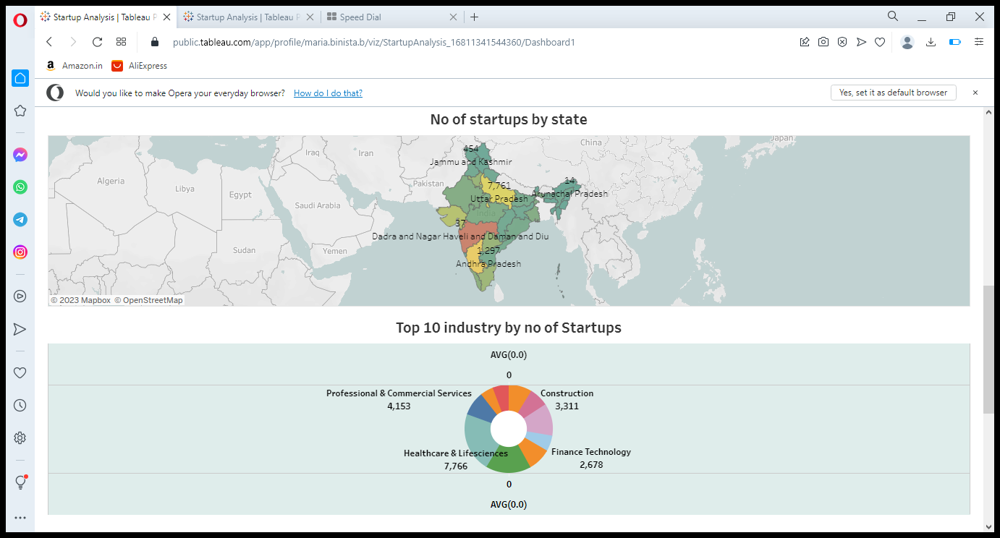 Startup Analysis | Tableau P
Startup Analysis | Tableau P
Speed Dial
public.tableau.com/app/profile/maria.binista.b/viz/StartupAnalysis_16811341544360/Dashboard1
Amazon.in
AliExpress
Would you like to make Opera your everyday browser? How do I do that?
Yes, set it as default browser
No of startups by state
Japan
China
454
Iraq
Iran
Jammu and Kashmir
Algeria
14
Pakistan
7,761
Libya
Arunachal Pradesh
Egypt
Uttar Pradesh
Saudi Arabia
India
37
Dadra and Nagar Haveli and Daman and Diu
Sudan
Yemen
1,297
Andhra Pradesh
© 2023 Mapbox © OpenStreetMap
Top 10 industry by no of Startups
AVG(0.0)
0
Professional & Commercial Services
4,153
Construction
3,311
Healthcare & Lifesciences
7,766
Finance Technology
2,678
0
AVG(0.0)